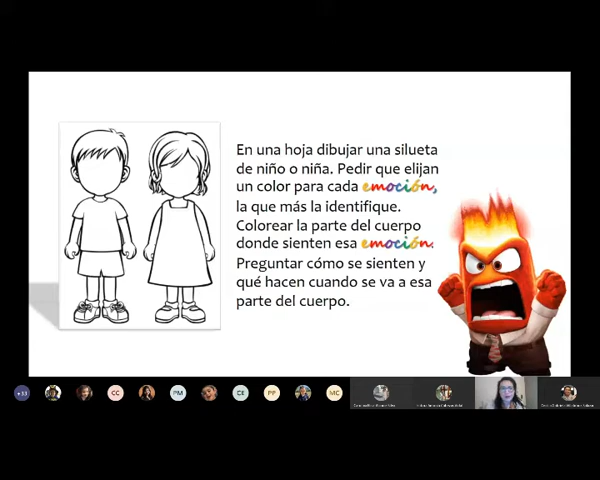 En una hoja dibujar una silueta
de niño o niña. Pedir que elijan
un color para cada emoción,
la que más la identifique.
Colorear la parte del cuerpo
donde sienten esa emoción.
Preguntar cómo se sienten y
qué hacen cuando se va a esa
parte del cuerpo.
+33 CC PM CE PP MC